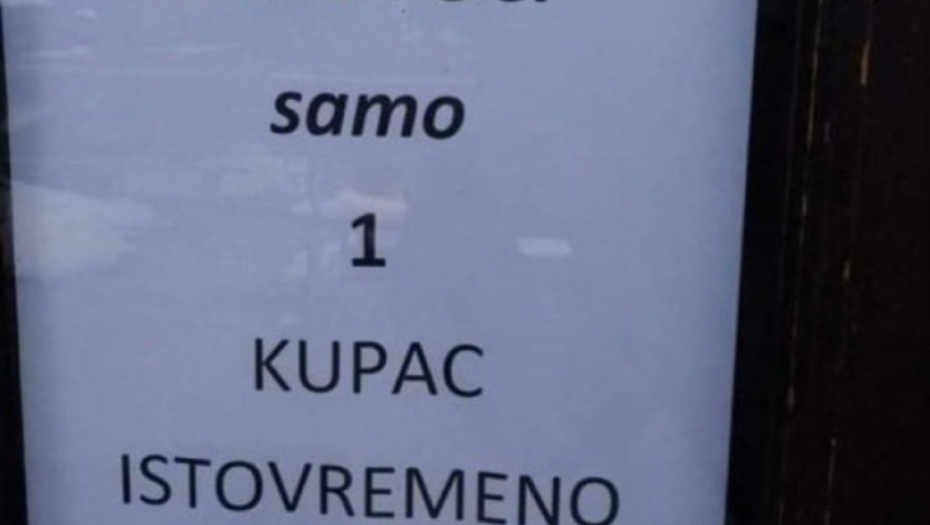 samo
1
KUPAC
ISTOVREMENO